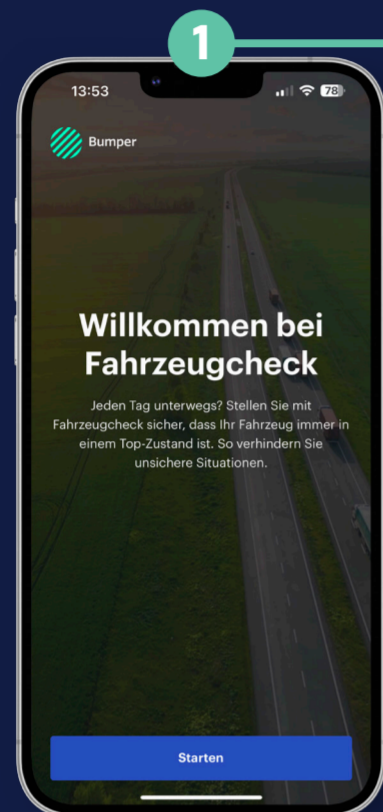 1
13:53
78
Bumper
Willkommen bei
Fahrzeugcheck
Jeden Tag unterwegs? Stellen Sie mit
Fahrzeugcheck sicher, dass Ihr Fahrzeug immer in
einem Top-Zustand ist. So verhindern Sie
unsichere Situationen.
Starten